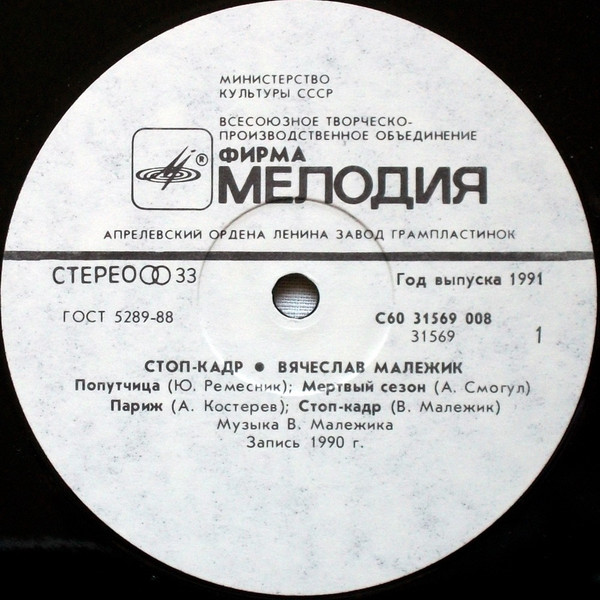 МИНИСТЕРСТВО
КУЛЬТУРЫ СССР
ВСЕСОЮЗНОЕ ТВОРЧЕСКО-
ПРОИЗВОДСТВЕННОЕ ОБЪЕДИНЕНИЕ
®
ФИРМА
МЕЛОДИЯ
АПРЕЛЕВСКИЙ ОРДЕНА ЛЕНИНА ЗАВОД ГРАМПЛАСТИНОК
СТЕРЕО 33
Год выпуска 1991
ГОСТ 5289-88
С60 31569 008
31569
1
СТОП-КАДР ● ВЯЧЕСЛАВ МАЛЕЖИК
Попутчица (Ю. Ремесник); Мертвый сезон (А. Смогул)
Париж (А. Костерев); Стоп-кадр (В. Малежик)
Музыка В. Малежика
Запись 1990 г.